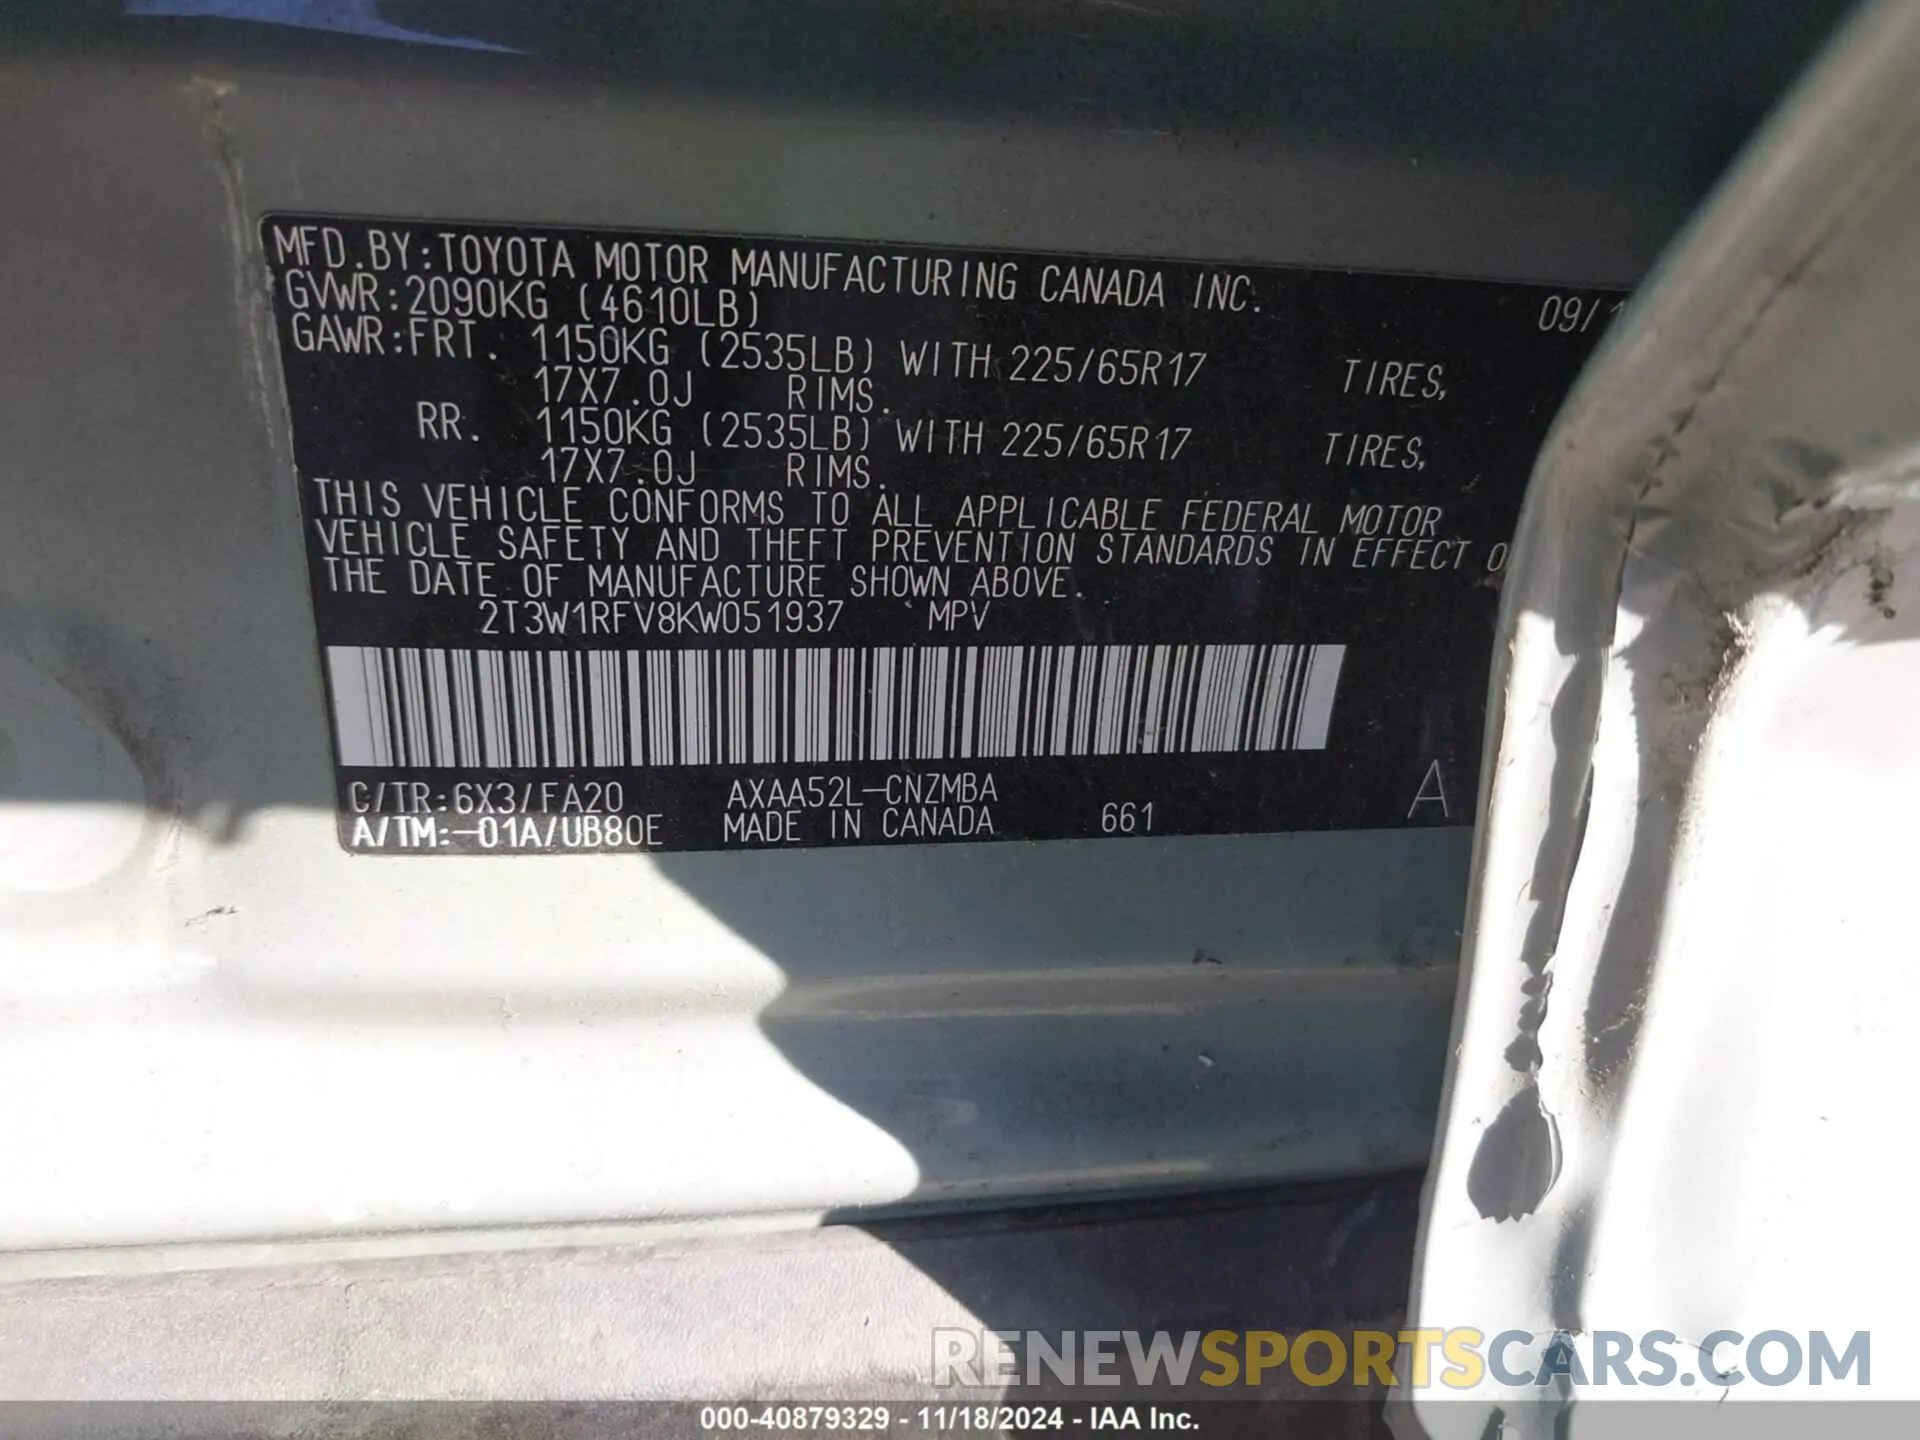 MFD.BY:TOYOTA MOTOR MANUFACTURING CANADA INC. 09/
GVWR:2090KG (4610LB)
GAWR:FRT. 1150KG (2535LB) WITH 225/65R17 TIRES,
17X7.0J RIMS.
RR. 1150KG (2535LB) WITH 225/65R17 TIRES,
17X7.0J RIMS.
THIS VEHICLE CONFORMS TO ALL APPLICABLE FEDERAL MOTOR
VEHICLE SAFETY AND THEFT PREVENTION STANDARDS IN EFFECT O
THE DATE OF MANUFACTURE SHOWN ABOVE.
2T3W1RFV8KW051937 MPV
C/TR:6X3/FA20 AXAA52L-CNZMBA A
A/TM:-01A/UB80E MADE IN CANADA 661
RENEWSPORTSCARS.COM
000-40879329 - 11/18/2024 - IAA Inc.